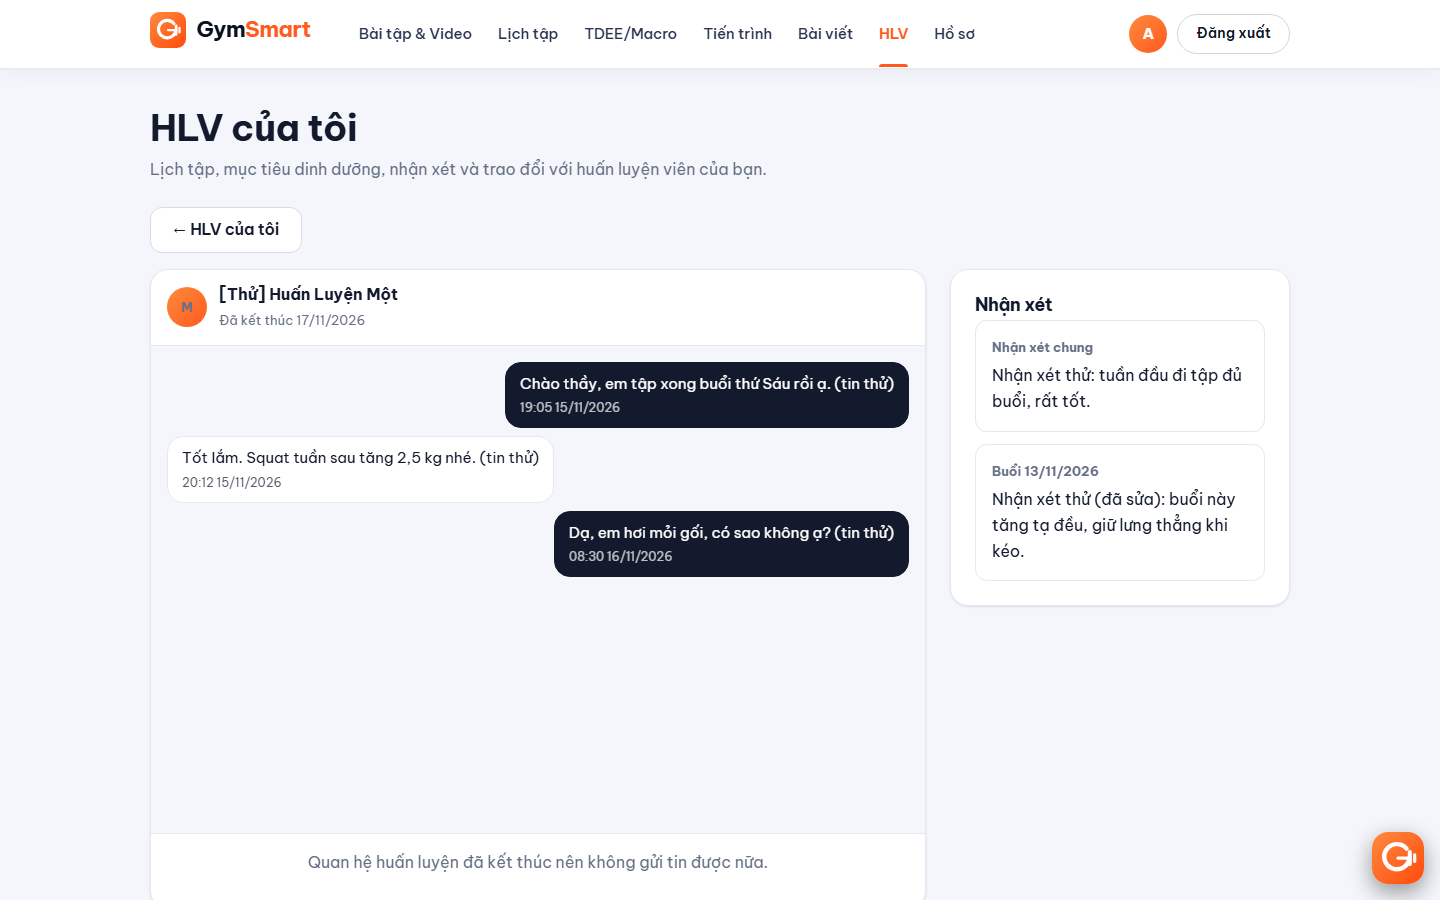 GymSmart
Bài tập & Video
Lịch tập
TDEE/Macro
Tiến trình
Bài viết
HLV
Hồ sơ
A
Đăng xuất
HLV của tôi
Lịch tập, mục tiêu dinh dưỡng, nhận xét và trao đổi với huấn luyện viên của bạn.
← HLV của tôi
M
[Thử] Huấn Luyện Một
Đã kết thúc 17/11/2026
Chào thầy, em tập xong buổi thứ Sáu rồi ạ. (tin thử)
19:05 15/11/2026
Tốt lắm. Squat tuần sau tăng 2,5 kg nhé. (tin thử)
20:12 15/11/2026
Dạ, em hơi mỏi gối, có sao không ạ? (tin thử)
08:30 16/11/2026
Quan hệ huấn luyện đã kết thúc nên không gửi tin được nữa.
Nhận xét
Nhận xét chung
Nhận xét thử: tuần đầu đi tập đủ
buổi, rất tốt.
Buổi 13/11/2026
Nhận xét thử (đã sửa): buổi này
tăng tạ đều, giữ lưng thẳng khi
kéo.